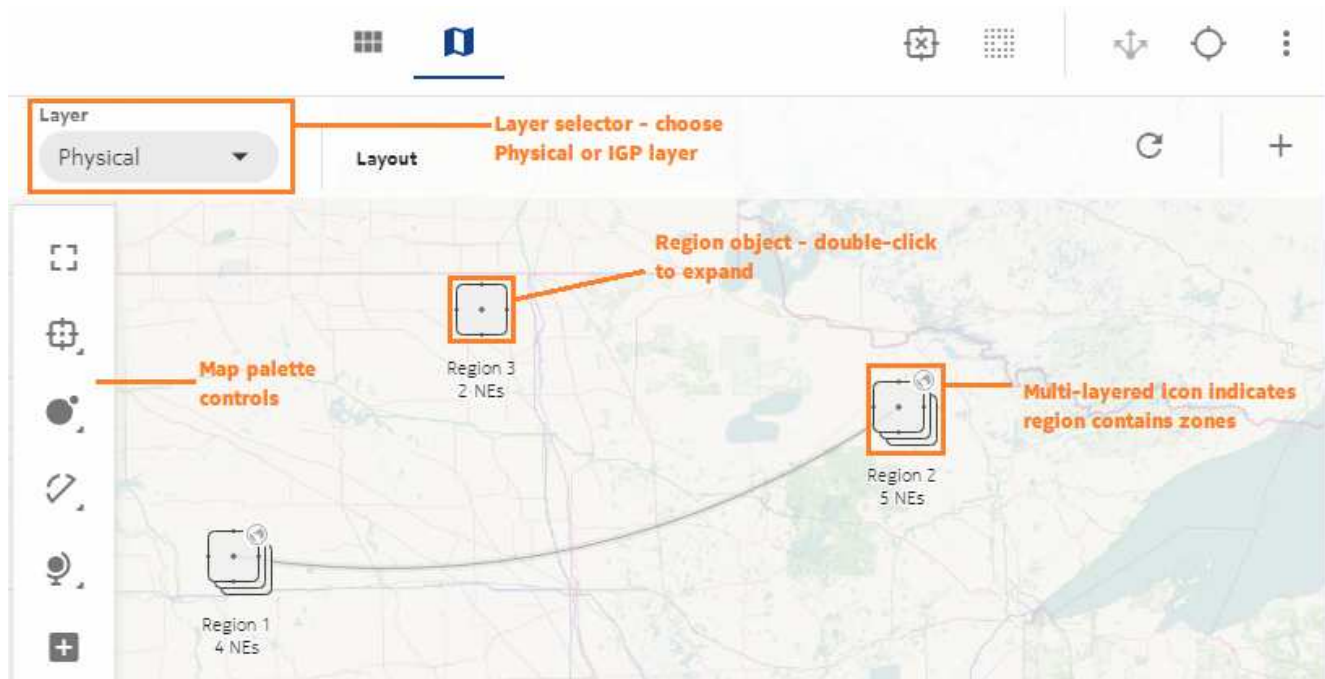 Layer
Physical
Layout
Layer selector - choose
Physical or IGP layer
Region object - double-click
to expand
Region 3
2 NEs
Map palette
controls
Multi-layered icon indicates
region contains zones
Region 2
5 NEs
Region 1
4 NEs